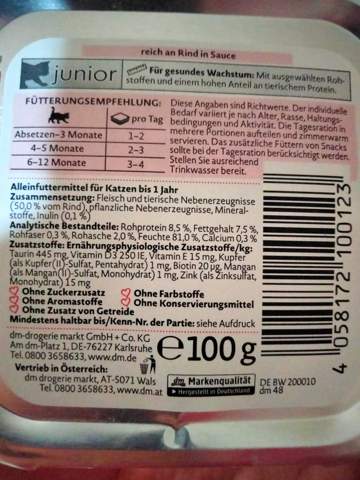 reich an Rind in Sauce
junior
Für gesundes Wachstum: Mit ausgewählten Roh-
stoffen und einem hohen Anteil an tierischem Protein.
FÜTTERUNGSEMPFEHLUNG:
pro Tag
Absetzen–3 Monate 1–2
4–5 Monate 2–3
6–12 Monate 3–4
Diese Angaben sind Richtwerte. Der individuelle
Bedarf variiert je nach Alter, Rasse, Haltungs-
bedingungen und Aktivität. Die Tagesration in
mehrere Portionen aufteilen und zimmerwarm
servieren. Das zusätzliche Füttern von Snacks
sollte bei der Tagesration berücksichtigt werden.
Stellen Sie ausreichend
Trinkwasser bereit.
Alleinfuttermittel für Katzen bis 1 Jahr
Zusammensetzung: Fleisch und tierische Nebenerzeugnisse
(50,0 % vom Rind), pflanzliche Nebenerzeugnisse, Mineral-
stoffe, Inulin (0,1 %)
Analytische Bestandteile: Rohprotein 8,5 %, Fettgehalt 7,5 %,
Rohfaser 0,3 %, Rohasche 2,0 %, Feuchte 81,0 %, Calcium 0,3 %
Zusatzstoffe: Ernährungsphysiologische Zusatzstoffe/kg:
Taurin 445 mg, Vitamin D3 250 IE, Vitamin E 15 mg, Kupfer
(als Kupfer(II)-Sulfat, Pentahydrat) 1 mg, Biotin 20 µg, Mangan
(als Mangan(II)-Sulfat, Monohydrat) 1 mg, Zink (als Zinksulfat,
Monohydrat) 15 mg
Ohne Zuckerzusatz
Ohne Farbstoffe
Ohne Aromastoffe
Ohne Konservierungsmittel
Ohne Zusatz von Getreide
Mindestens haltbar bis/Kenn-Nr. der Partie: siehe Aufdruck
dm-drogerie markt GmbH + Co. KG
Am dm-Platz 1, DE-76227 Karlsruhe
Tel. 0800 3658633, www.dm.de
Vertrieb in Österreich:
dm drogerie markt, AT-5071 Wals
Tel. 0800 3658633, www.dm.at
e 100 g
dm Markenqualität
Hergestellt in Deutschland
DE BW 200010
dm 48
4 058172 100123